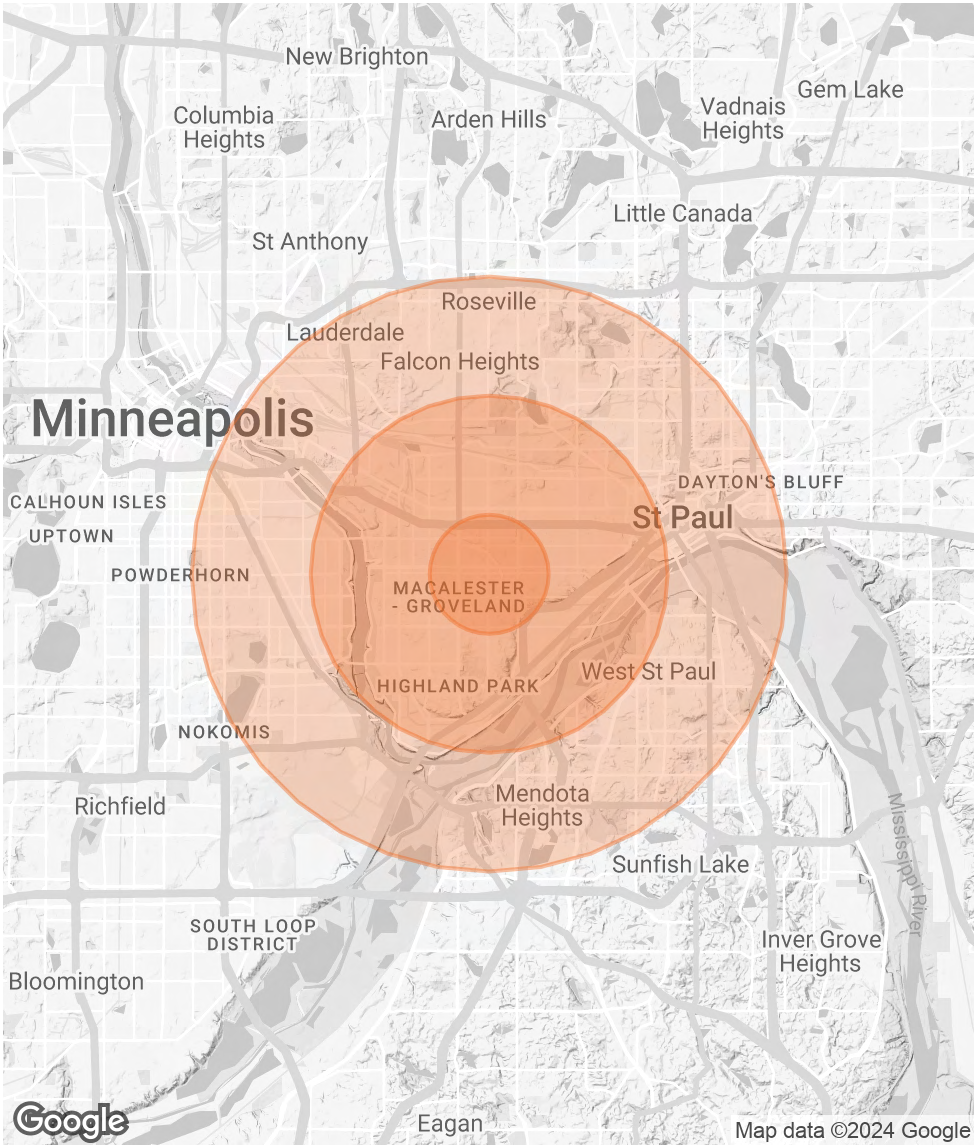 New Brighton
Gem Lake
Columbia
Heights
Arden Hills
Vadnais
Heights
Little Canada
St Anthony
Roseville
Lauderdale
Falcon Heights
Minneapolis
DAYTON'S BLUFF
CALHOUN ISLES
St Paul
UPTOWN
POWDERHORN
MACALESTER
- GROVELAND
West St Paul
HIGHLAND PARK
NOKOMIS
Richfield
Mendota
Heights
Mississippi River
Sunfish Lake
SOUTH LOOP
DISTRICT
Inver Grove
Heights
Bloomington
Google
Eagan
Map data ©2024 Google